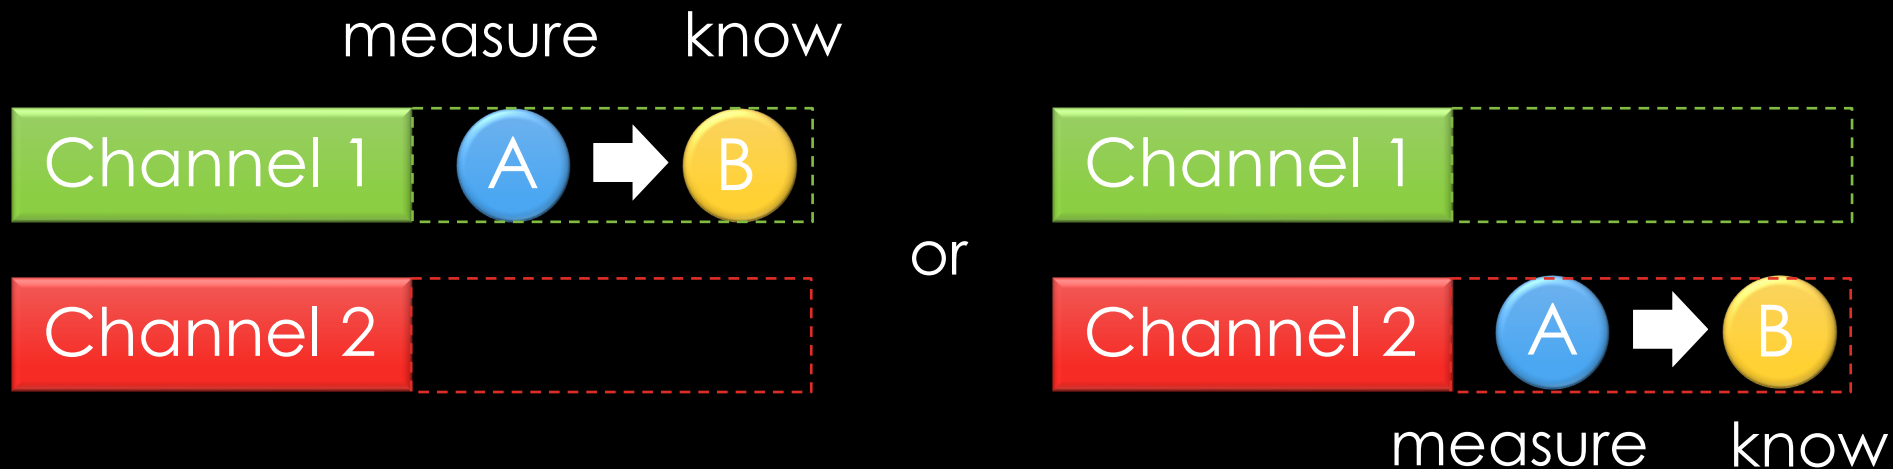 measure know
Channel 1 A B
Channel 2
or
Channel 1
Channel 2 A B
measure know